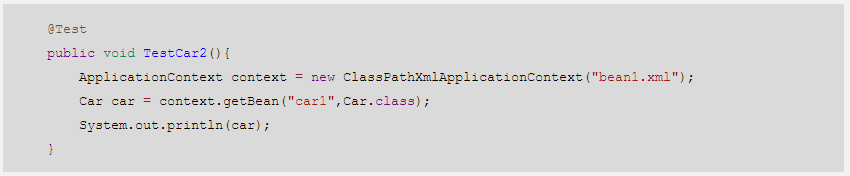 @Test
public void TestCar2(){
    ApplicationContext context = new ClassPathXmlApplicationContext("bean1.xml");
    Car car = context.getBean("car1",Car.class);
    System.out.println(car);
}